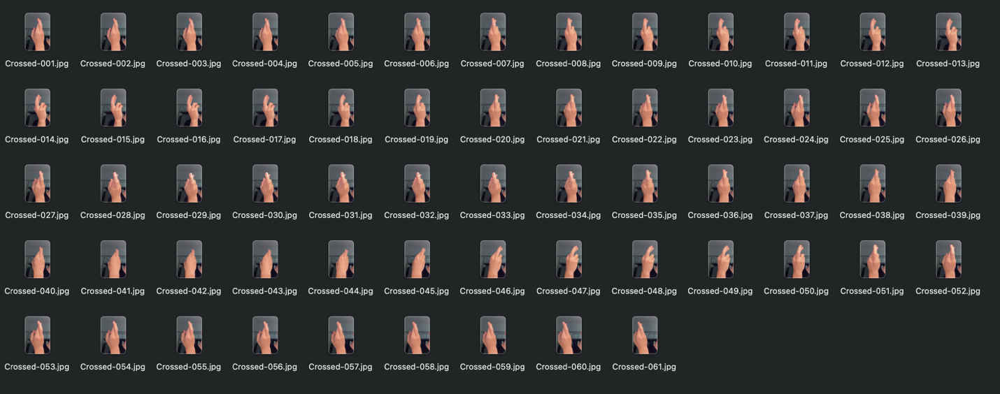 Crossed-001.jpg Crossed-002.jpg Crossed-003.jpg Crossed-004.jpg Crossed-005.jpg Crossed-006.jpg Crossed-007.jpg Crossed-008.jpg Crossed-009.jpg Crossed-010.jpg Crossed-011.jpg Crossed-012.jpg Crossed-013.jpg
Crossed-014.jpg Crossed-015.jpg Crossed-016.jpg Crossed-017.jpg Crossed-018.jpg Crossed-019.jpg Crossed-020.jpg Crossed-021.jpg Crossed-022.jpg Crossed-023.jpg Crossed-024.jpg Crossed-025.jpg Crossed-026.jpg
Crossed-027.jpg Crossed-028.jpg Crossed-029.jpg Crossed-030.jpg Crossed-031.jpg Crossed-032.jpg Crossed-033.jpg Crossed-034.jpg Crossed-035.jpg Crossed-036.jpg Crossed-037.jpg Crossed-038.jpg Crossed-039.jpg
Crossed-040.jpg Crossed-041.jpg Crossed-042.jpg Crossed-043.jpg Crossed-044.jpg Crossed-045.jpg Crossed-046.jpg Crossed-047.jpg Crossed-048.jpg Crossed-049.jpg Crossed-050.jpg Crossed-051.jpg Crossed-052.jpg
Crossed-053.jpg Crossed-054.jpg Crossed-055.jpg Crossed-056.jpg Crossed-057.jpg Crossed-058.jpg Crossed-059.jpg Crossed-060.jpg Crossed-061.jpg